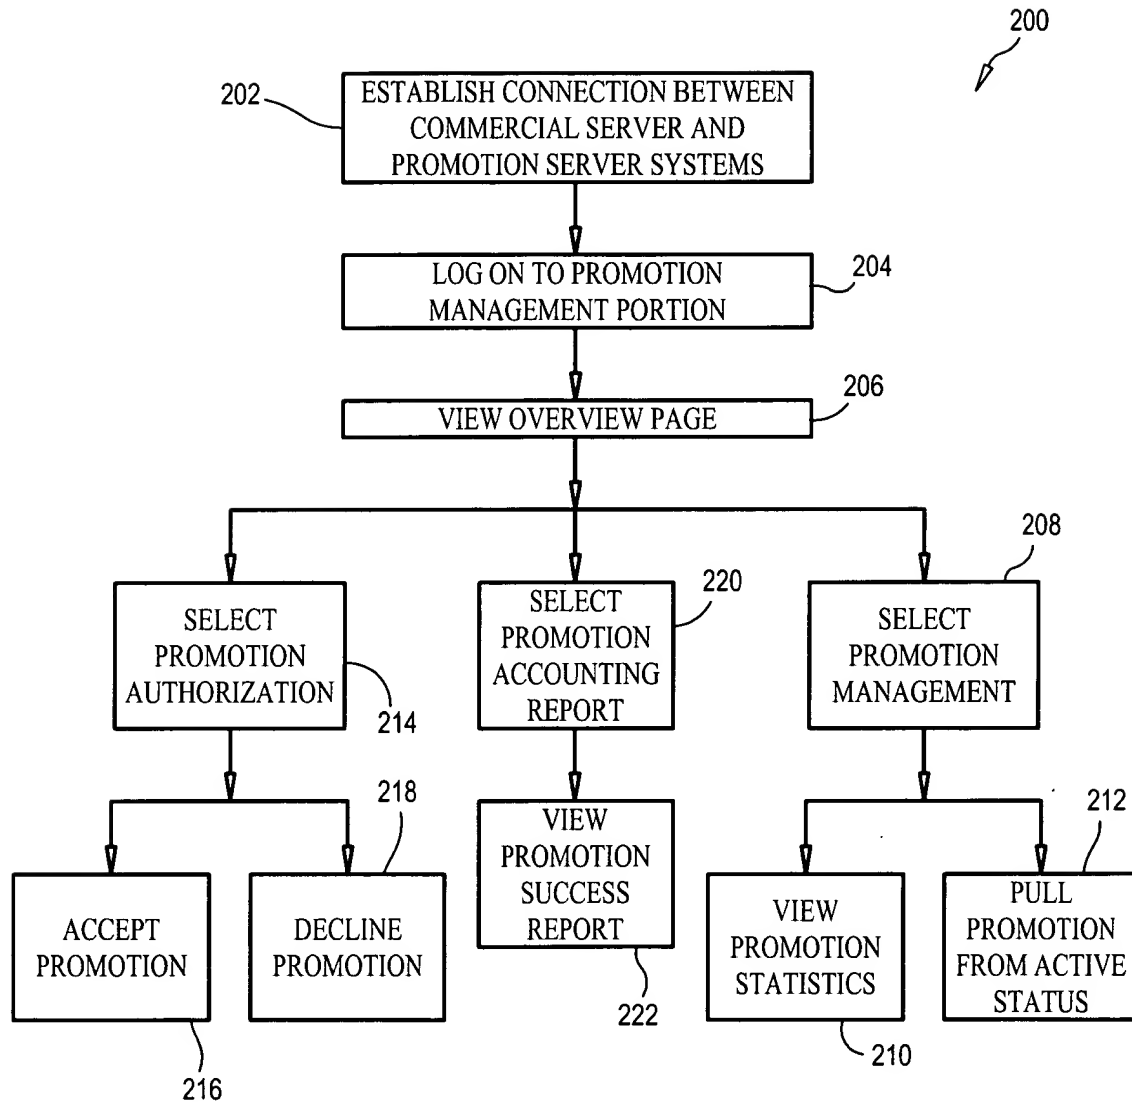 200
202
ESTABLISH CONNECTION BETWEEN
COMMERCIAL SERVER AND
PROMOTION SERVER SYSTEMS
LOG ON TO PROMOTION
MANAGEMENT PORTION
204
VIEW OVERVIEW PAGE
206
SELECT
PROMOTION
AUTHORIZATION
214
SELECT
PROMOTION
ACCOUNTING
REPORT
220
SELECT
PROMOTION
MANAGEMENT
208
ACCEPT
PROMOTION
216
DECLINE
PROMOTION
218
VIEW
PROMOTION
SUCCESS
REPORT
222
VIEW
PROMOTION
STATISTICS
210
PULL
PROMOTION
FROM ACTIVE
STATUS
212